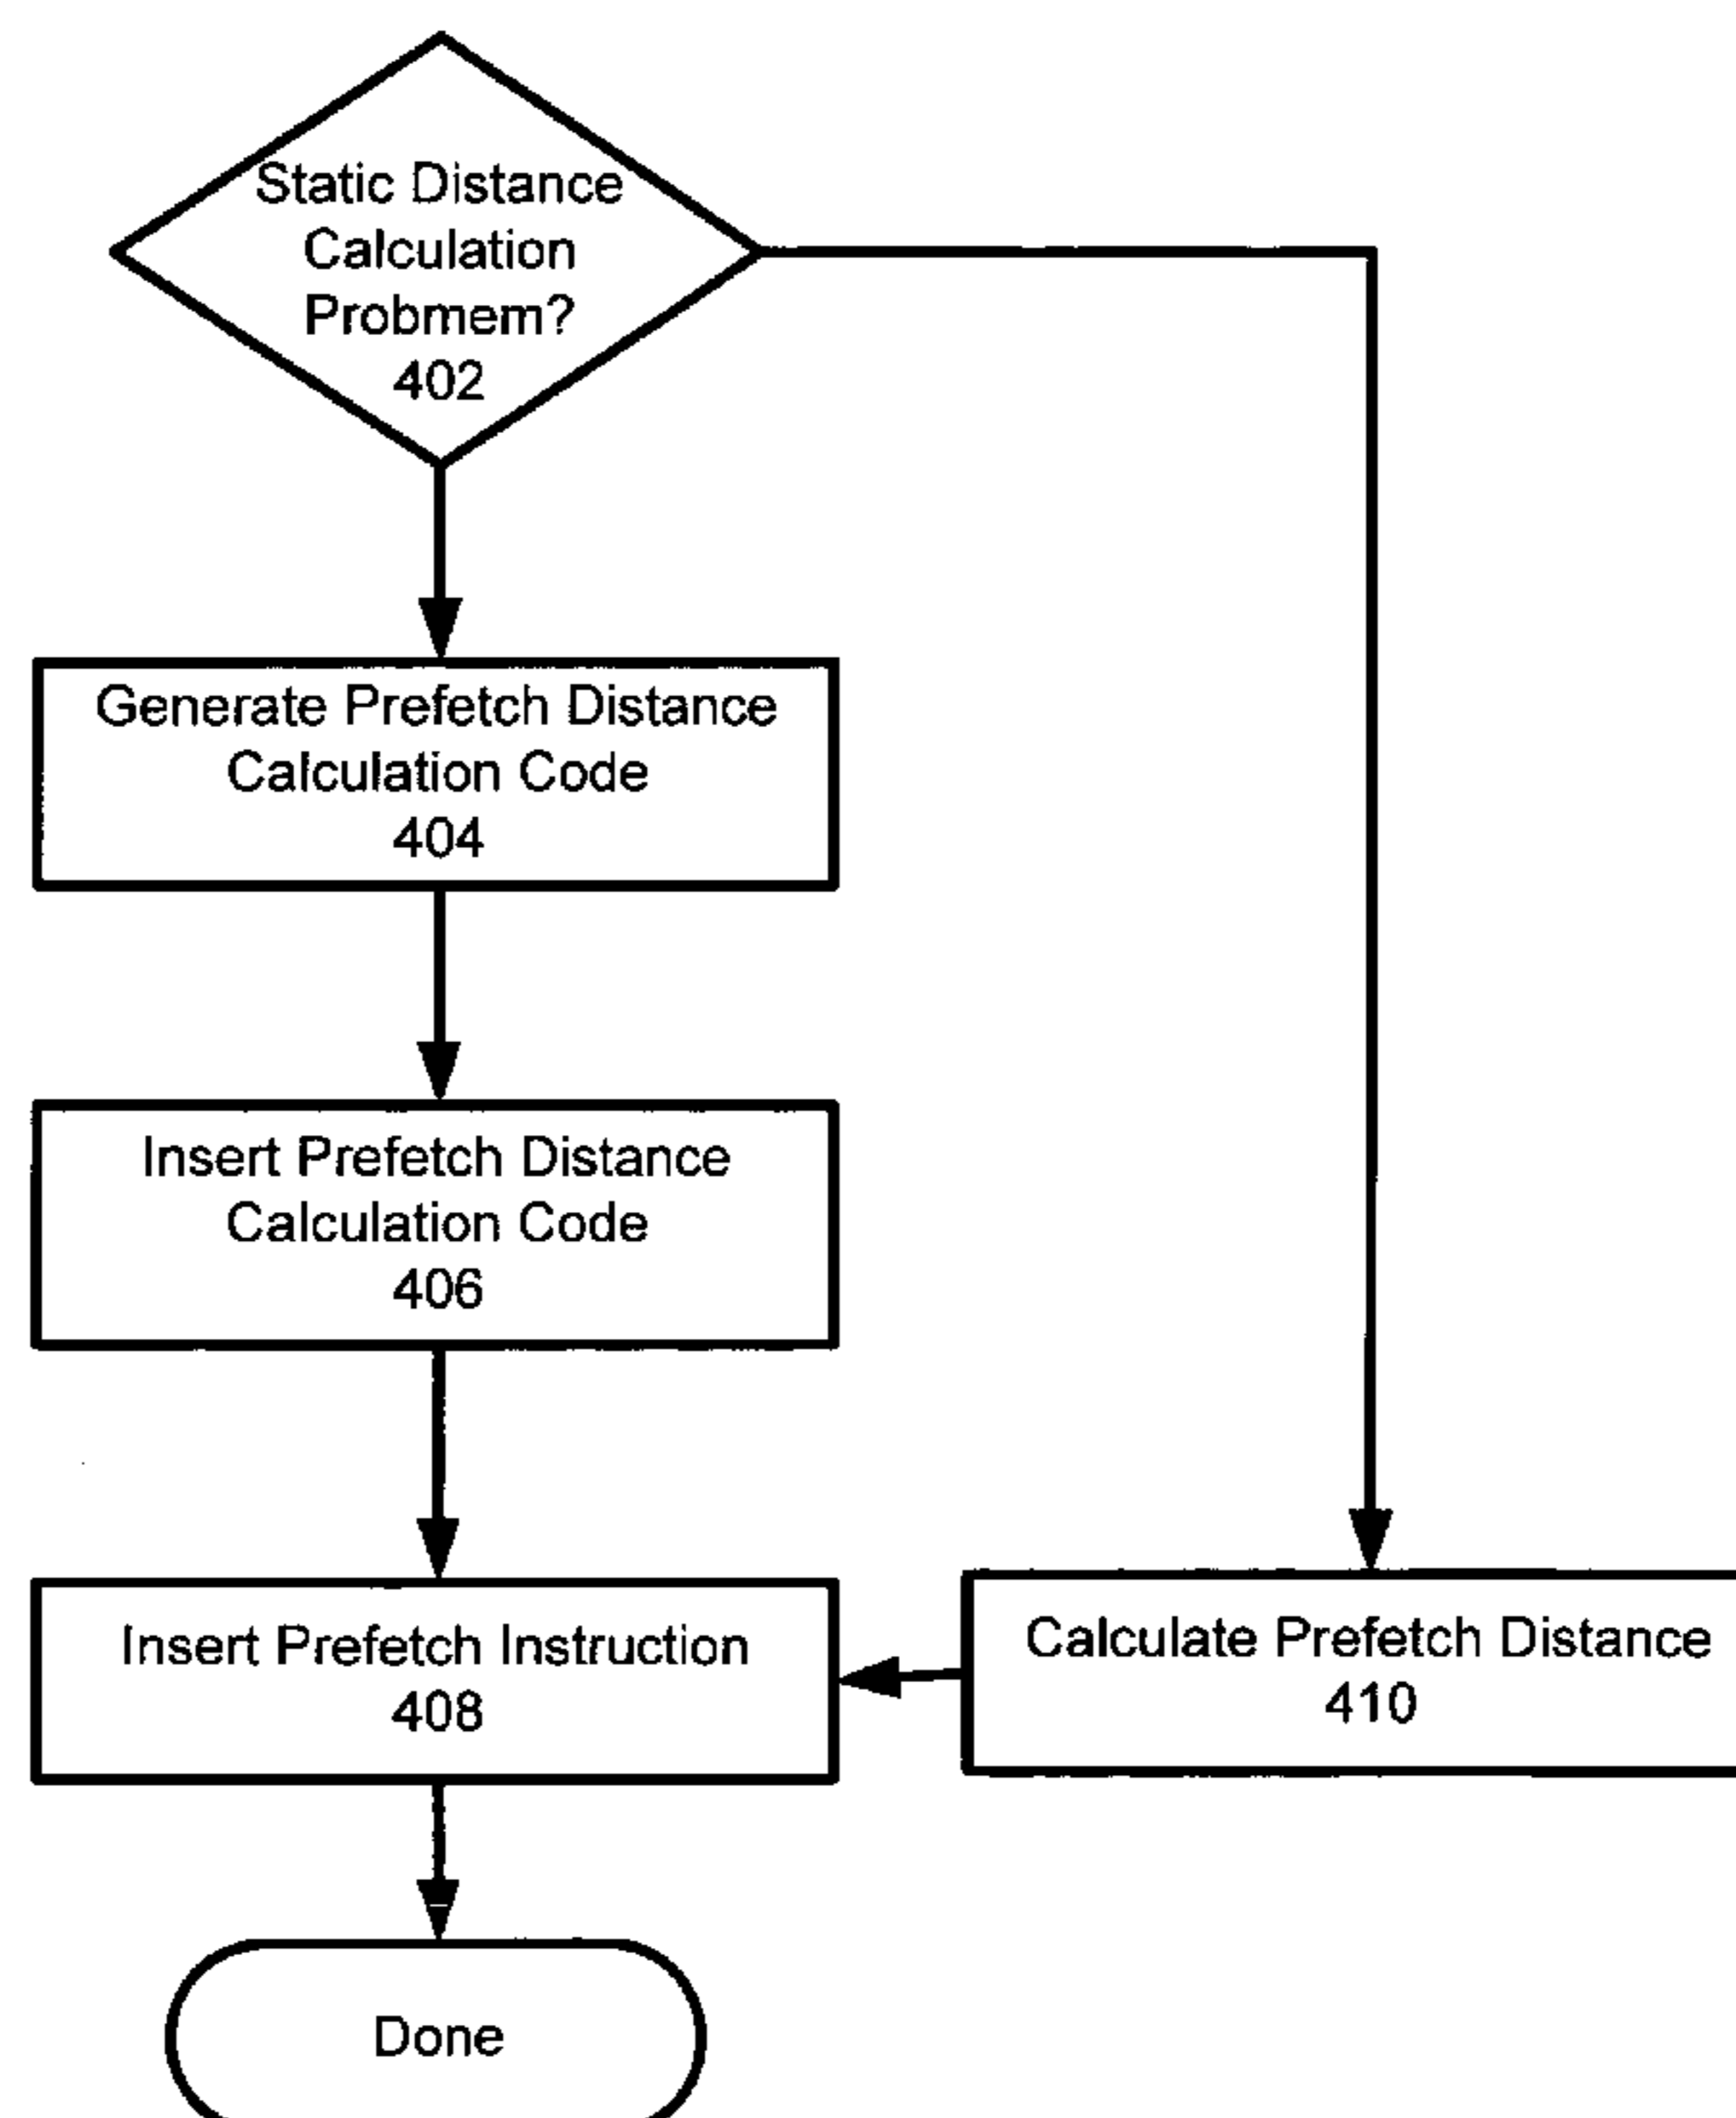 Static Distance
Calculation
Probmem?
402
Generate Prefetch Distance
Calculation Code
404
Insert Prefetch Distance
Calculation Code
406
Insert Prefetch Instruction
408
Calculate Prefetch Distance
410
Done